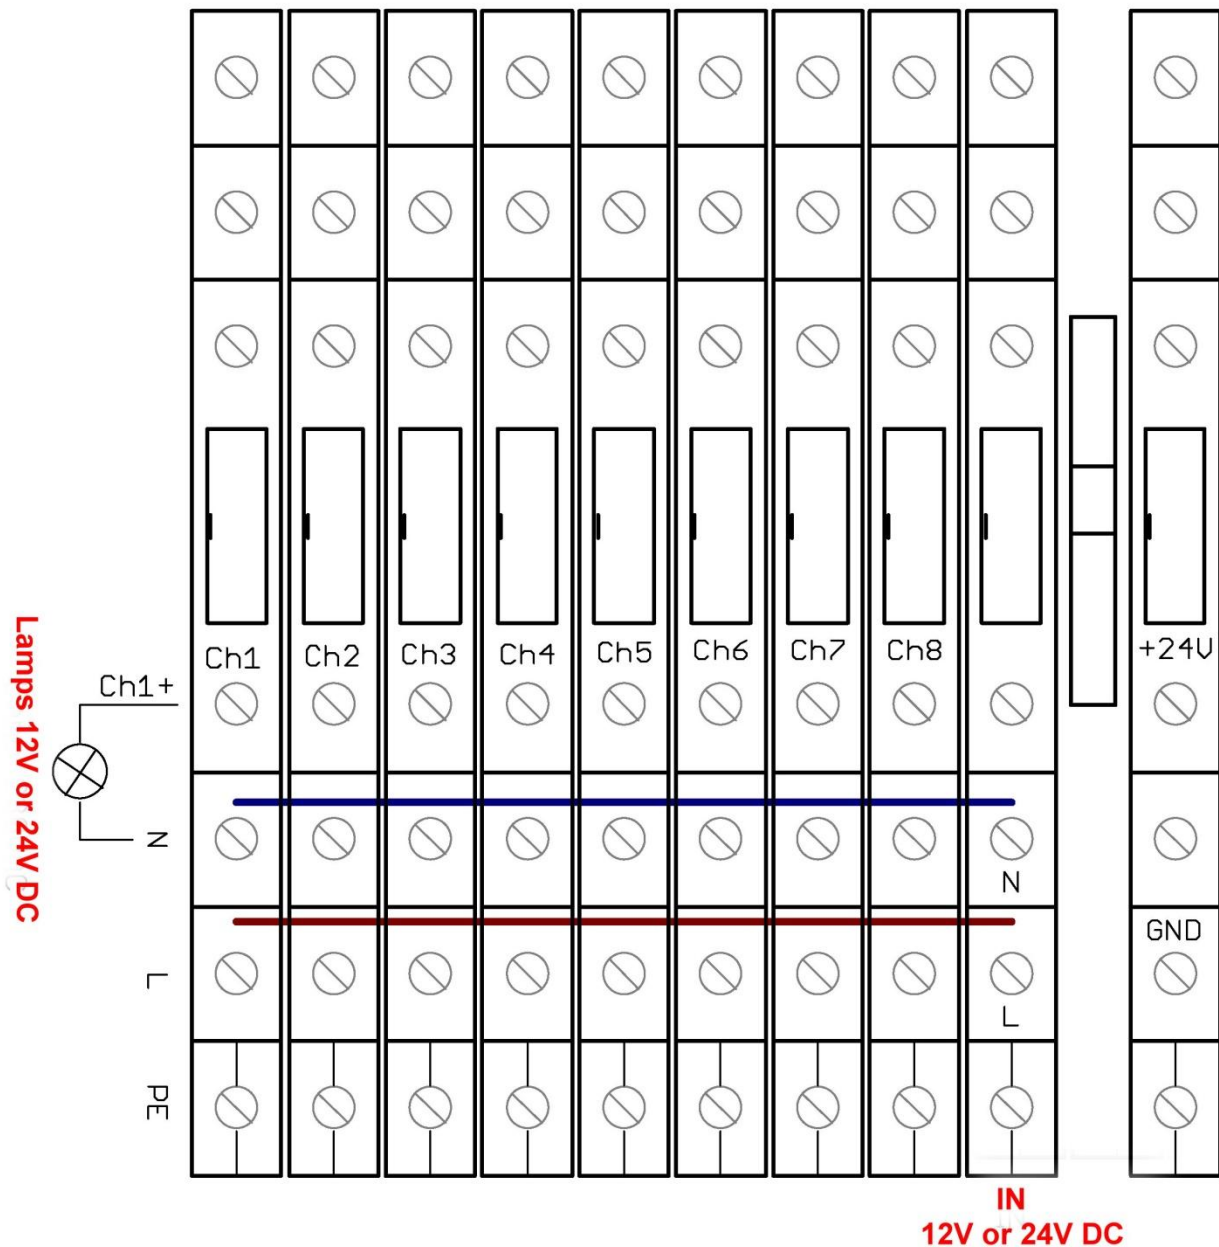 Ch1
Ch2
Ch3
Ch4
Ch5
Ch6
Ch7
Ch8
+24V
Ch1+
Lamps 12V or 24V DC
N
N
GND
L
L
PE
IN
12V or 24V DC